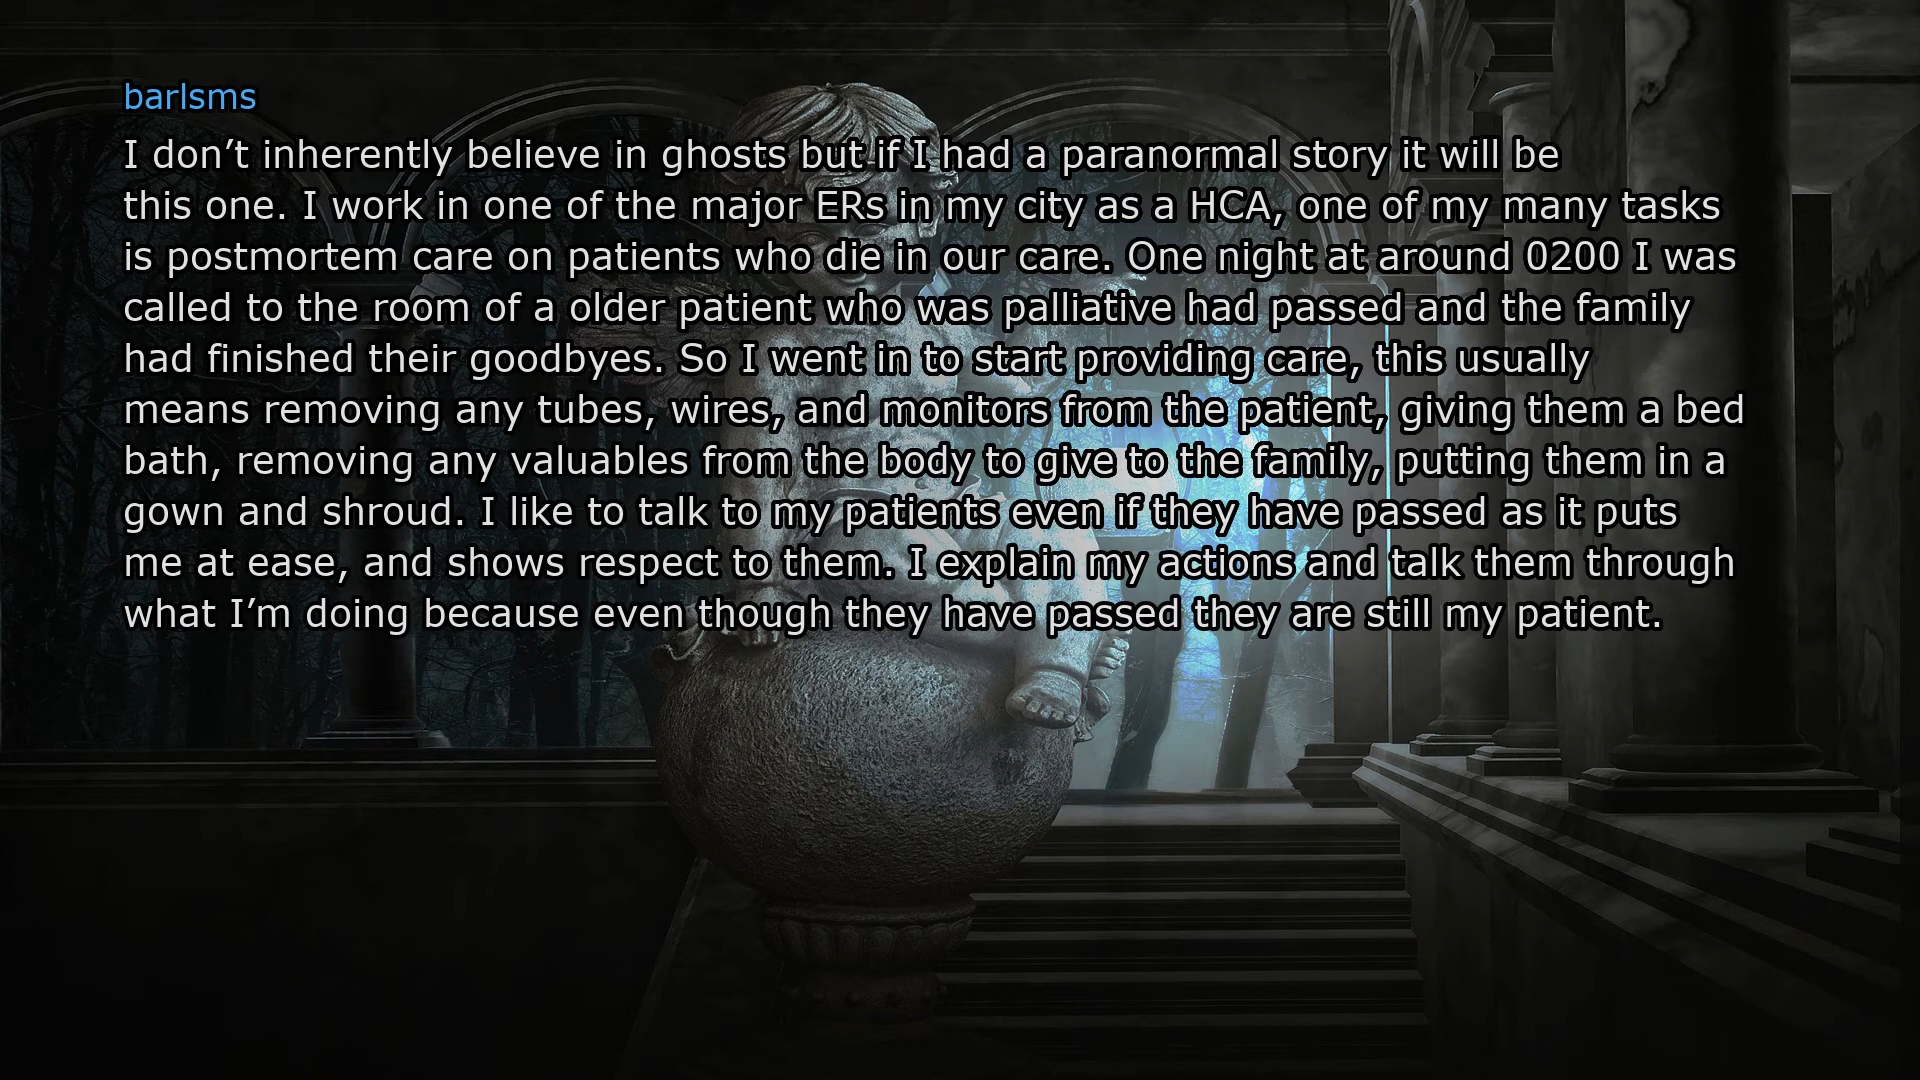 barlsms
I don’t inherently believe in ghosts but if I had a paranormal story it will be
this one. I work in one of the major ERs in my city as a HCA, one of my many tasks
is postmortem care on patients who die in our care. One night at around 0200 I was
called to the room of a older patient who was palliative had passed and the family
had finished their goodbyes. So I went in to start providing care, this usually
means removing any tubes, wires, and monitors from the patient, giving them a bed
bath, removing any valuables from the body to give to the family, putting them in a
gown and shroud. I like to talk to my patients even if they have passed as it puts
me at ease, and shows respect to them. I explain my actions and talk them through
what I’m doing because even though they have passed they are still my patient.